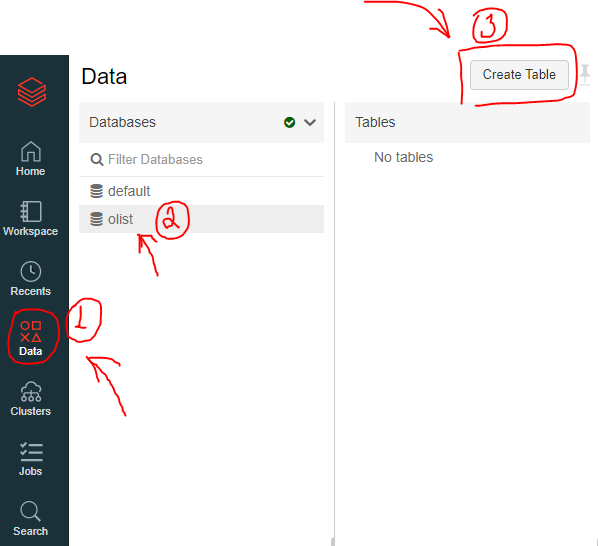 3
Data
Create Table
Databases
Tables
Filter Databases
No tables
default
olist
2
Home
Workspace
Recents
1
Data
Clusters
Jobs
Search